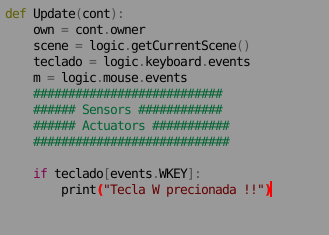 def Update(cont):
    own = cont.owner
    scene = logic.getCurrentScene()
    teclado = logic.keyboard.events
    m = logic.mouse.events
    ###########################
    ###### Sensors ############
    ###### Actuators ###########
    ############################
    if teclado[events.WKEY]:
        print("Tecla W precionada !!")